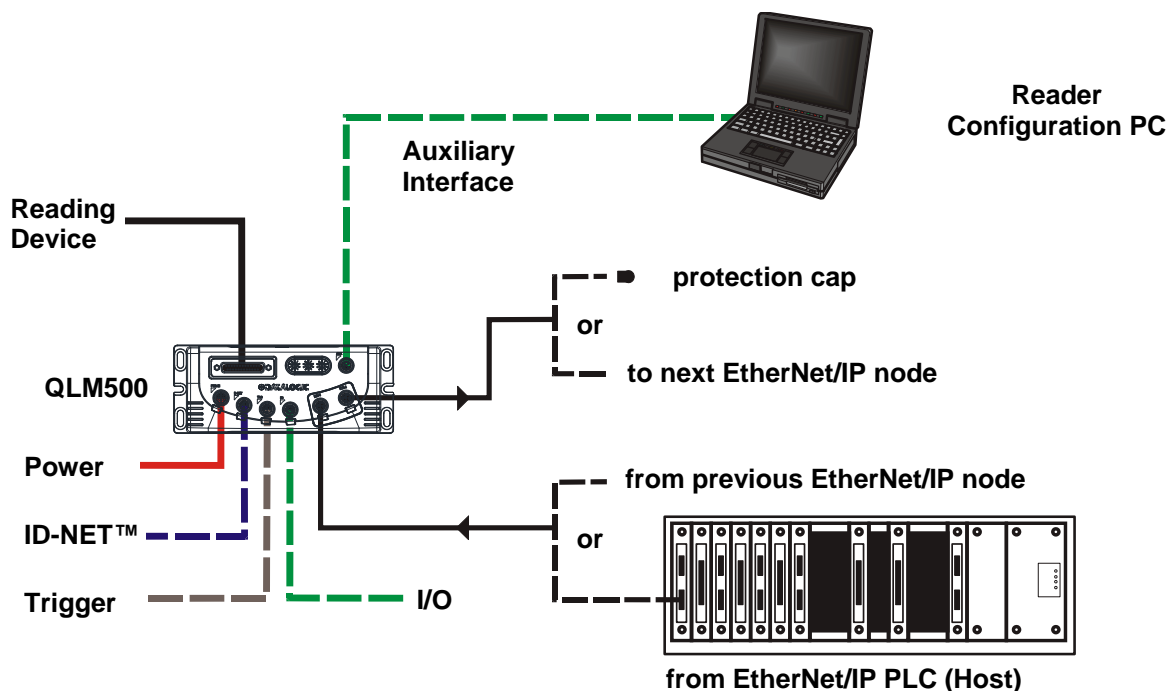 Reader
Configuration PC
Auxiliary
Interface
Reading
Device
protection cap
or
to next EtherNet/IP node
QLM500
DATALOGIC
Power
from previous EtherNet/IP node
ID-NET™
or
Trigger
I/O
from EtherNet/IP PLC (Host)